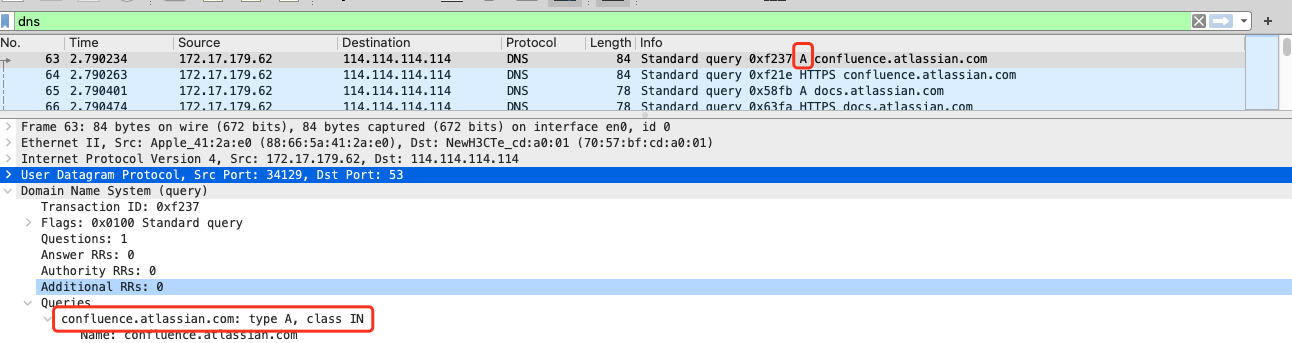 dns
No. Time Source Destination Protocol Length Info
63 2.790234 172.17.179.62 114.114.114.114 DNS 84 Standard query 0xf237 A confluence.atlassian.com
64 2.790263 172.17.179.62 114.114.114.114 DNS 84 Standard query 0xf21e HTTPS confluence.atlassian.com
65 2.790401 172.17.179.62 114.114.114.114 DNS 78 Standard query 0x58fb A docs.atlassian.com
66 2.790474 172.17.179.62 114.114.114.114 DNS 78 Standard query 0x63fa HTTPS docs.atlassian.com
Frame 63: 84 bytes on wire (672 bits), 84 bytes captured (672 bits) on interface en0, id 0
Ethernet II, Src: Apple_41:2a:e0 (88:66:5a:41:2a:e0), Dst: NewH3CTe_cd:a0:01 (70:57:bf:cd:a0:01)
Internet Protocol Version 4, Src: 172.17.179.62, Dst: 114.114.114.114
User Datagram Protocol, Src Port: 34129, Dst Port: 53
Domain Name System (query)
Transaction ID: 0xf237
Flags: 0x0100 Standard query
Questions: 1
Answer RRs: 0
Authority RRs: 0
Additional RRs: 0
Queries
confluence.atlassian.com: type A, class IN
Name: confluence.atlassian.com